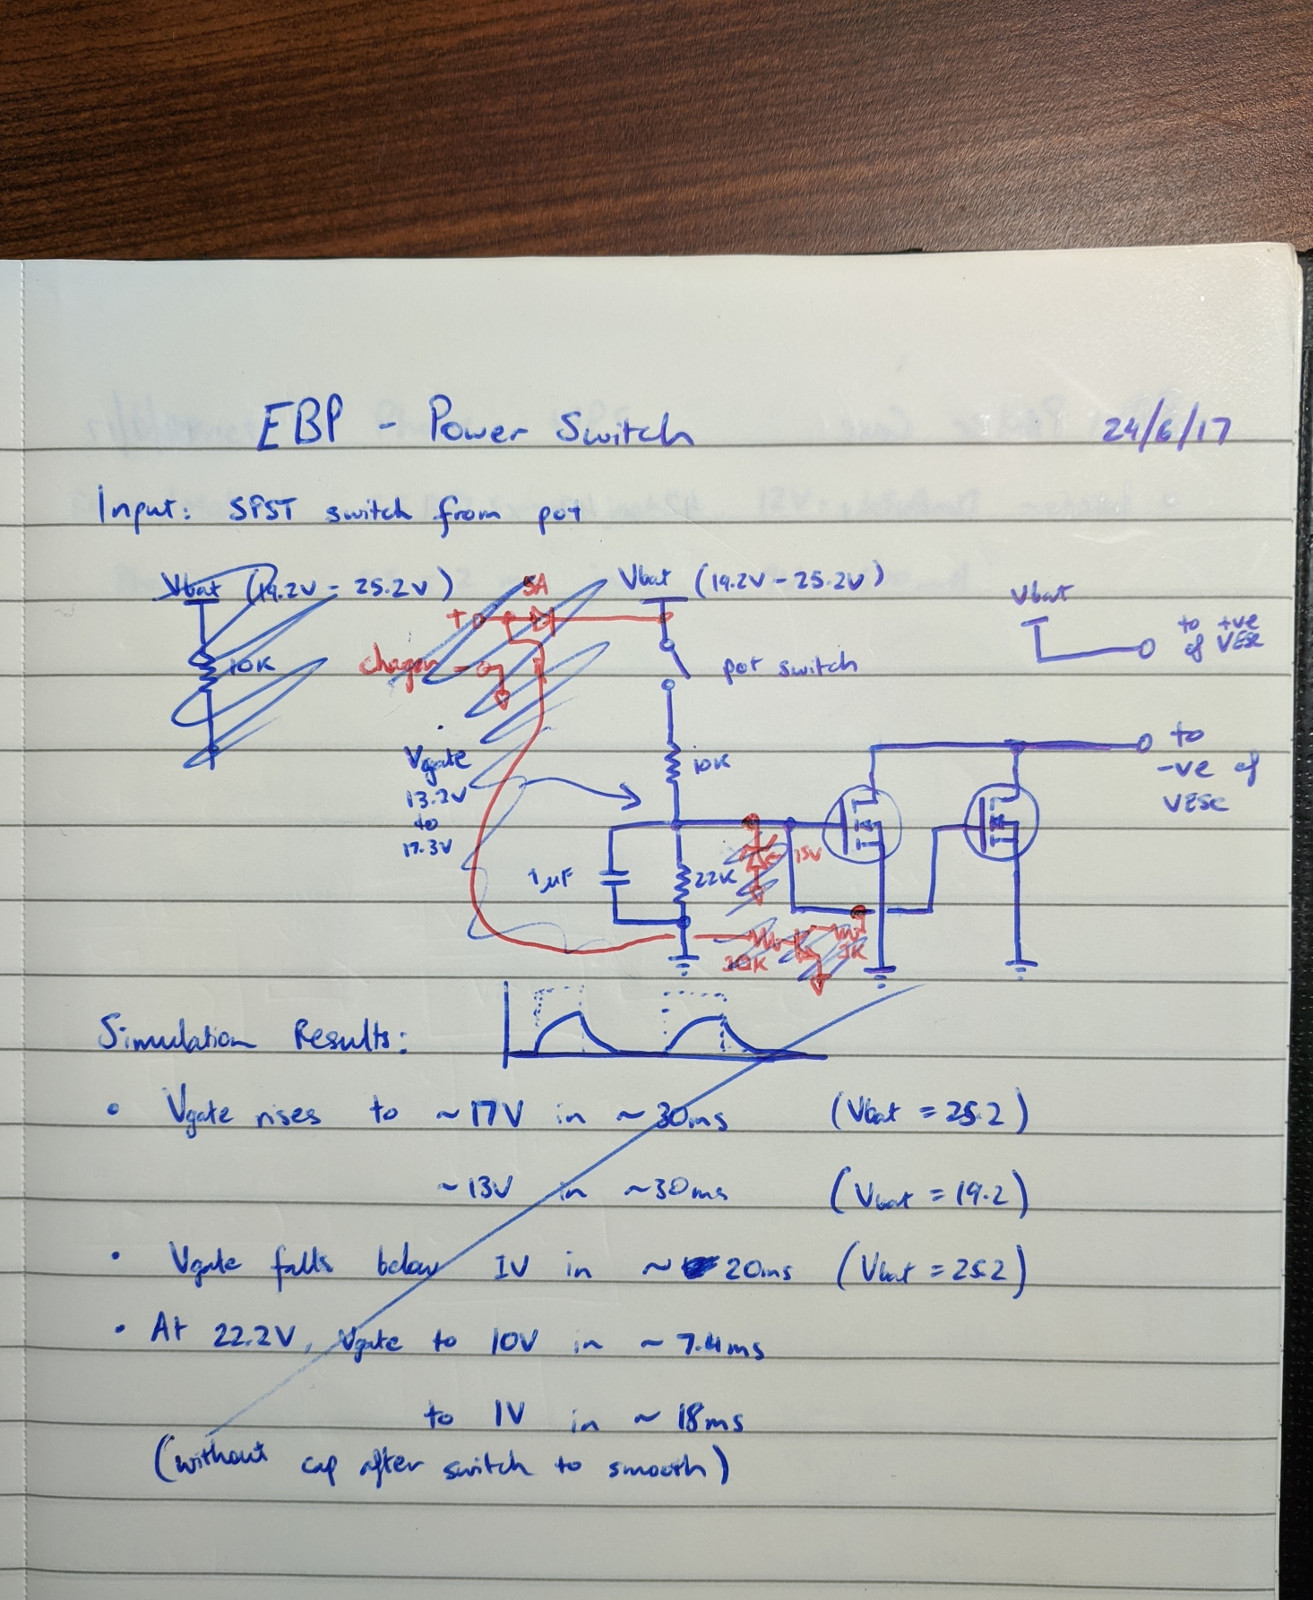 EBP - Power Switch 24/6/17
Input: SPST switch from pot
Vbat (19.2V - 25.2V) 5A Vbat (19.2V - 25.2V) Vbat
+ to +ve of VESC
10K charger - pot switch
Vgate 13.2V to 17.3V 10K to -ve of VESC
1µF 22K 15V
1K
Simulation Results:
• Vgate rises to ~17V in ~30ms (Vbat = 25.2)
~13V in ~30ms (Vbat = 19.2)
• Vgate falls below 1V in ~ 20ms (Vbat = 25.2)
• At 22.2V, Vgate to 10V in ~ 7.4ms
to 1V in ~ 18ms
(without cap after switch to smooth)